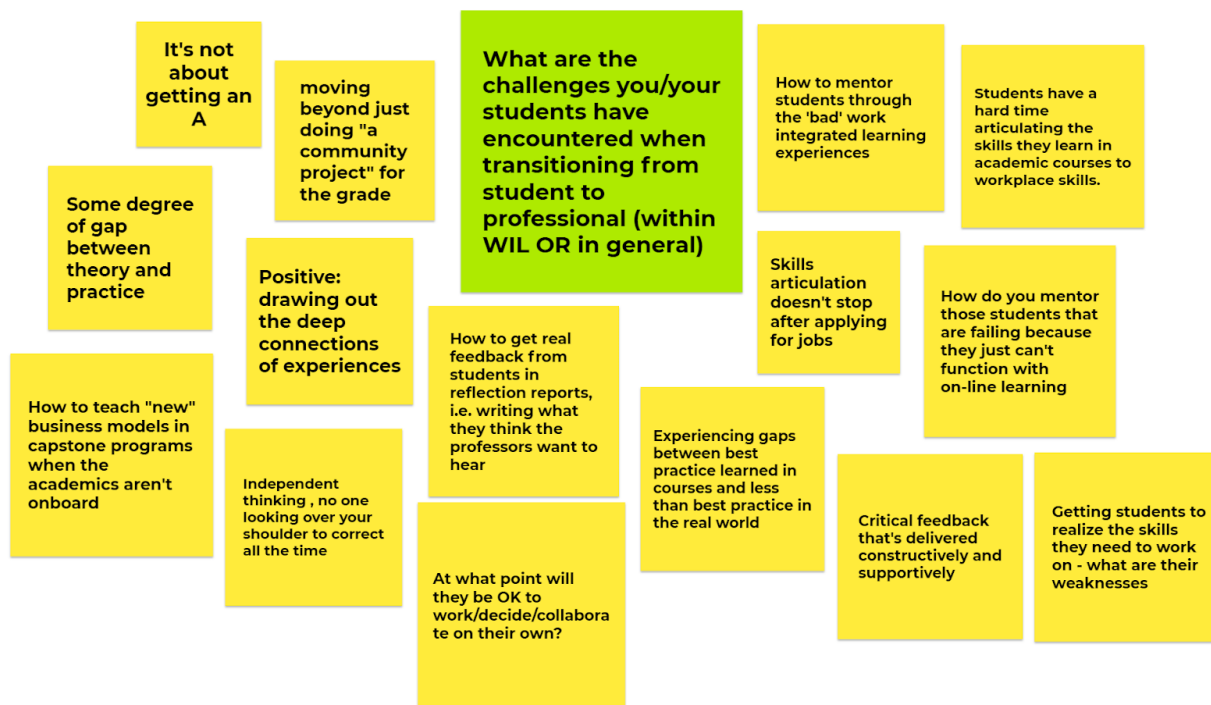 It's not
about
getting an
A
moving
beyond just
doing "a
community
project" for
the grade
What are the
challenges you/your
students have
encountered when
transitioning from
student to
professional (within
WIL OR in general)
How to mentor
students through
the 'bad' work
integrated learning
experiences
Students have a
hard time
articulating the
skills they learn in
academic courses to
workplace skills.
Some degree
of gap
between
theory and
practice
Positive:
drawing out
the deep
connections
of experiences
How to get real
feedback from
students in
reflection reports,
i.e. writing what
they think the
professors want to
hear
Skills
articulation
doesn't stop
after applying
for jobs
How do you mentor
those students that
are failing because
they just can't
function with
on-line learning
How to teach "new"
business models in
capstone programs
when the
academics aren't
onboard
Independent
thinking , no one
looking over your
shoulder to correct
all the time
At what point will
they be OK to
work/decide/collabora
te on their own?
Experiencing gaps
between best
practice learned in
courses and less
than best practice in
the real world
Critical feedback
that's delivered
constructively and
supportively
Getting students to
realize the skills
they need to work
on - what are their
weaknesses